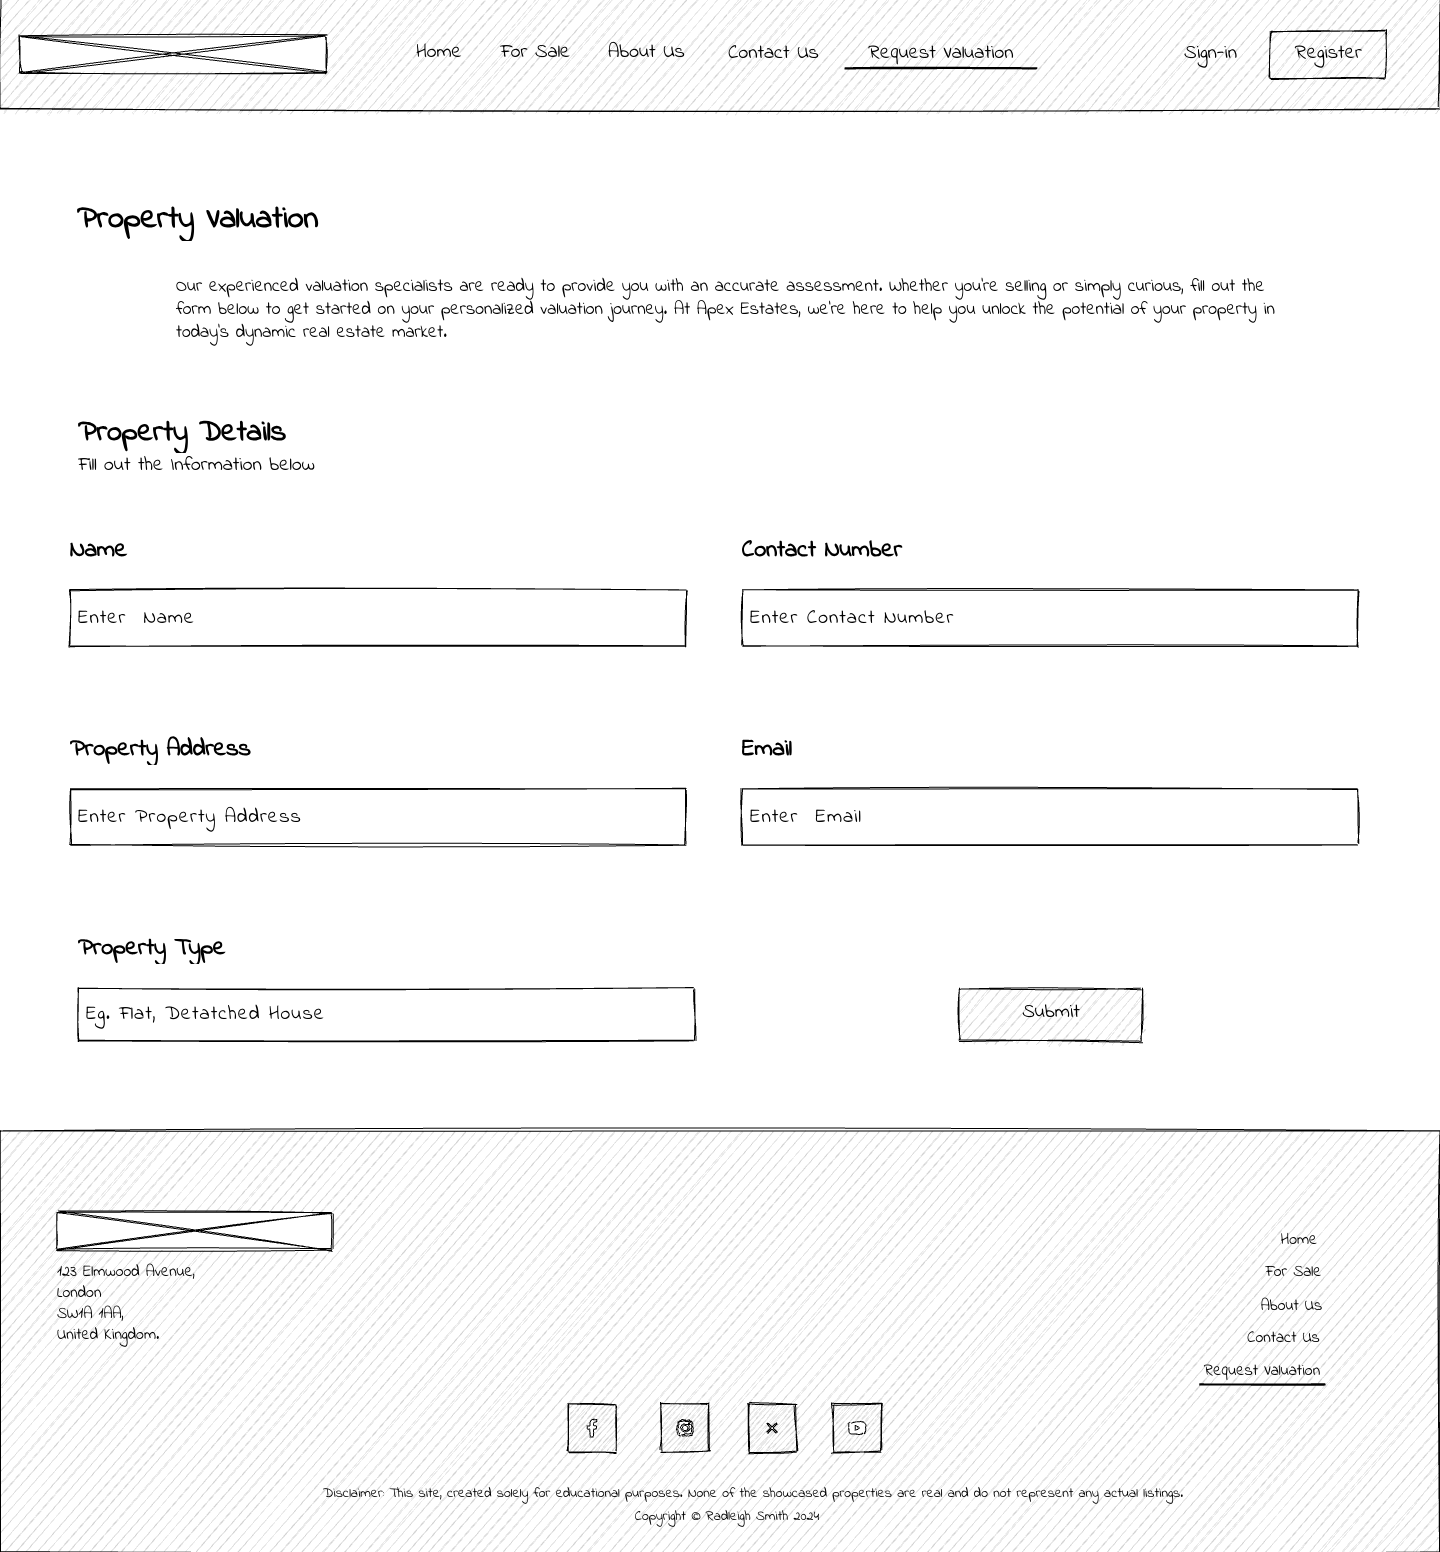 Home For Sale About Us Contact Us Request Valuation Sign-in Register
Property Valuation
Our experienced valuation specialists are ready to provide you with an accurate assessment. Whether you're selling or simply curious, fill out the
form below to get started on your personalized valuation journey. At Apex Estates, we're here to help you unlock the potential of your property in
today's dynamic real estate market.
Property Details
Fill out the Information below
Name Contact Number
Enter Name Enter Contact Number
Property Address Email
Enter Property Address Enter Email
Property Type
Eg. Flat, Detatched House Submit
123 Elmwood Avenue,
London
SW1A 1AA,
United Kingdom.
Home
For Sale
About Us
Contact Us
Request Valuation
Disclaimer: This site, created solely for educational purposes. None of the showcased properties are real and do not represent any actual listings.
Copyright © Radleigh Smith 2024